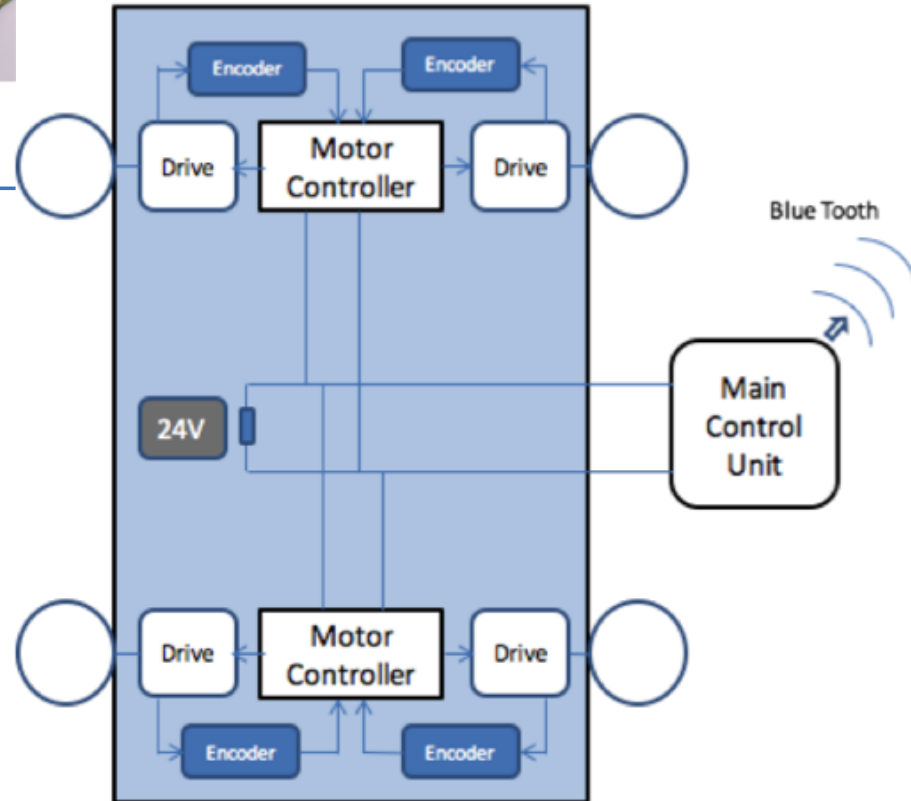 Encoder
Encoder
Drive
Motor
Controller
Drive
Blue Tooth
24V
Main
Control
Unit
Drive
Motor
Controller
Drive
Encoder
Encoder